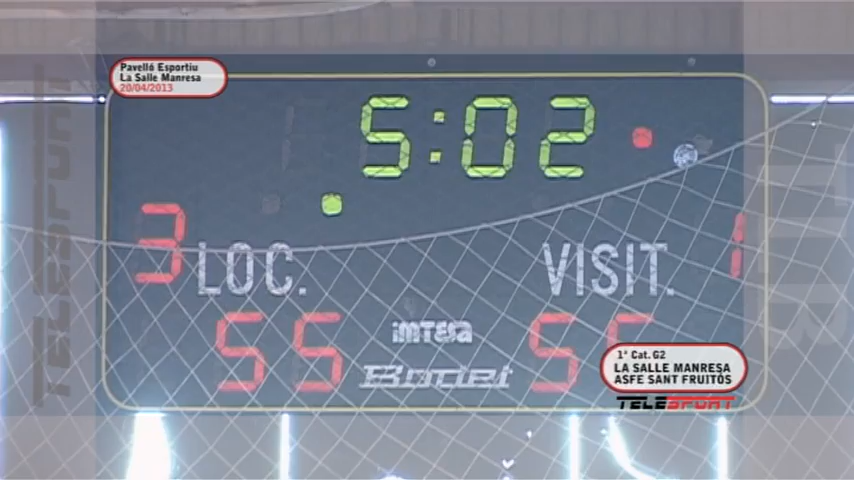 Pavelló Esportiu
La Salle Manresa
20/04/2013
5:02
3 LOC. VISIT. 1
55
imtesa
Bodet
1ª Cat. G2
LA SALLE MANRESA
ASFE SANT FRUITÓS
TELESPORT
TELESPORT